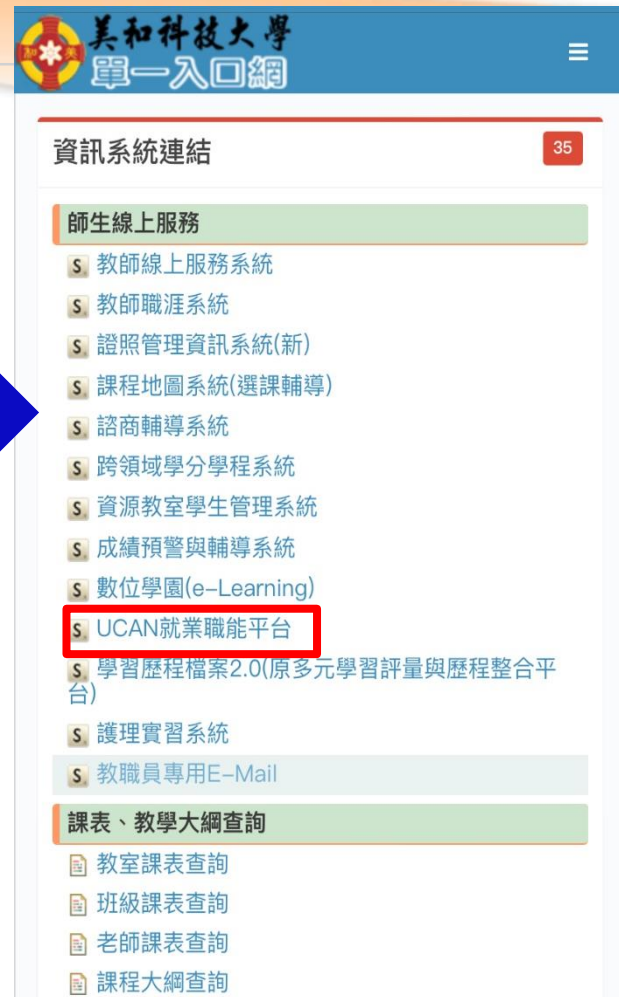 美和科技大學
單一入口網
資訊系統連結
35
師生線上服務
教師線上服務系統
教師職涯系統
證照管理資訊系統(新)
課程地圖系統(選課輔導)
諮商輔導系統
跨領域學分學程系統
資源教室學生管理系統
成績預警與輔導系統
數位學園(e-Learning)
UCAN就業職能平台
學習歷程檔案2.0(原多元學習評量與歷程整合平
台)
護理實習系統
教職員專用E-Mail
課表、教學大綱查詢
教室課表查詢
班級課表查詢
老師課表查詢
課程大綱查詢